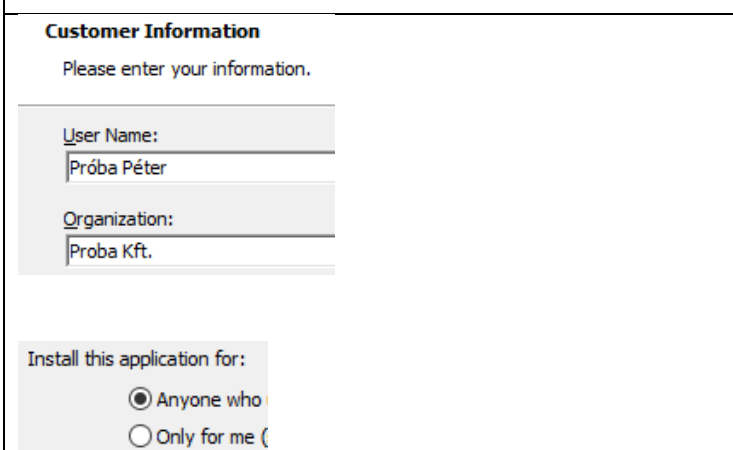 Customer Information
Please enter your information.
User Name:
Próba Péter
Organization:
Proba Kft.
Install this application for:
Anyone who
Only for me (